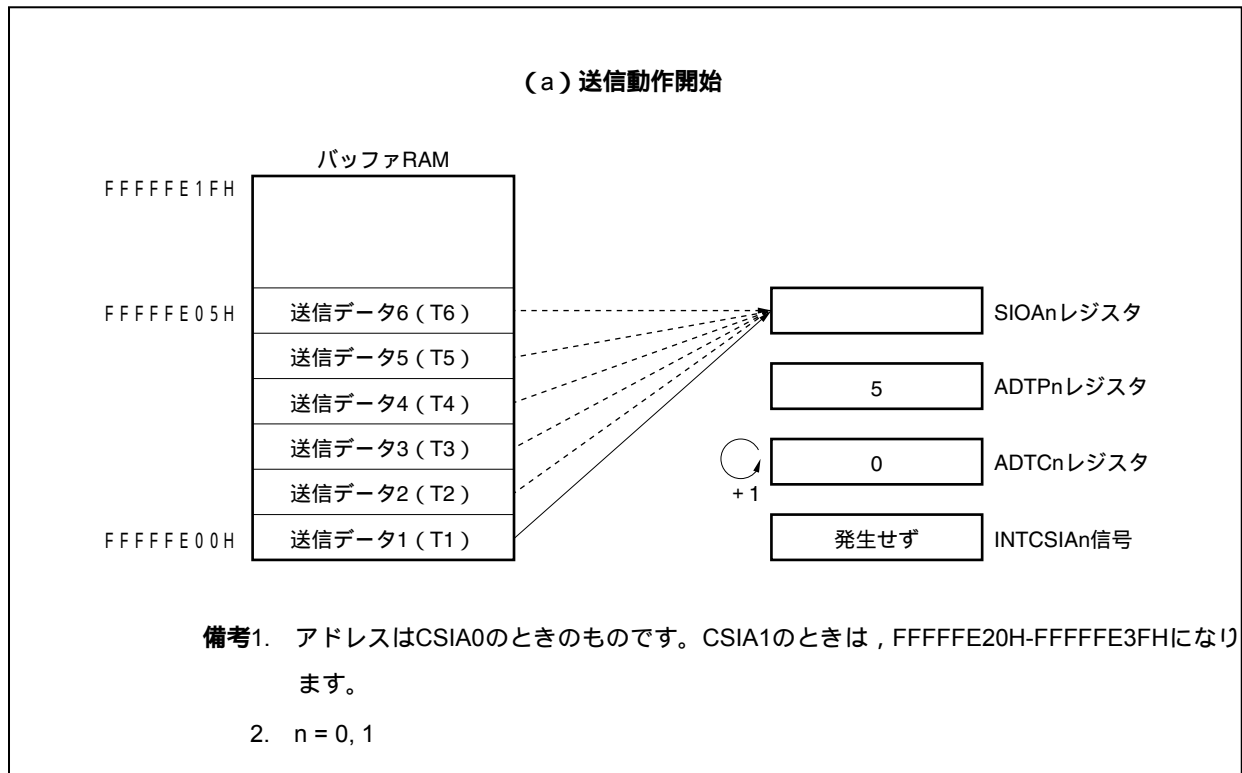 （a）送信動作開始
バッファRAM
FFFFFE1FH
FFFFFE05H
送信データ6（T6）
SIOAnレジスタ
送信データ5（T5）
5
ADTPnレジスタ
送信データ4（T4）
送信データ3（T3）
0
ADTCnレジスタ
+1
送信データ2（T2）
FFFFFE00H
送信データ1（T1）
発生せず
INTCSIAn信号
備考1. アドレスはCSIA0のときのものです。CSIA1のときは，FFFFFE20H-FFFFFE3FHになり
ます。
2. n = 0, 1